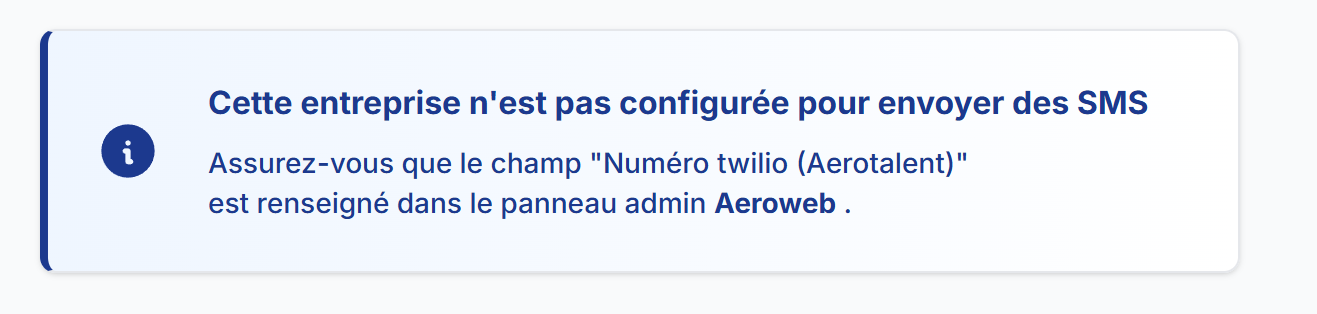 Cette entreprise n'est pas configurée pour envoyer des SMS
Assurez-vous que le champ "Numéro twilio (Aerotalent)"
est renseigné dans le panneau admin Aeroweb .